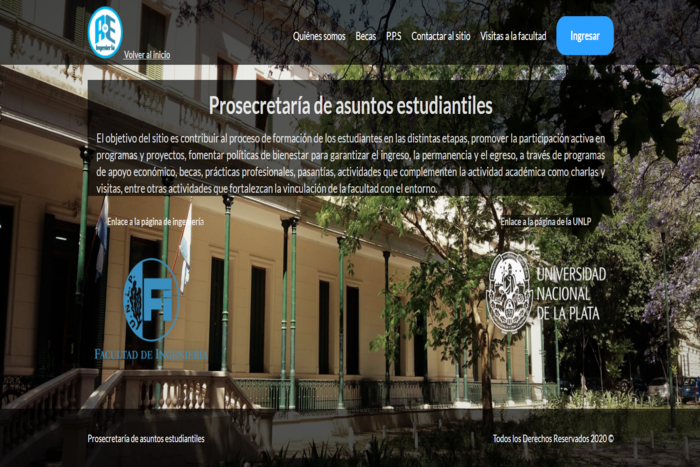 Quiénes somos Becas P.P.S Contactar al sitio Visitas a la facultad Ingresar
Ingeniería
Volver al inicio
Prosecretaría de asuntos estudiantiles
El objetivo del sitio es contribuir al proceso de formación de los estudiantes en las distintas etapas, promover la participación activa en
programas y proyectos, fomentar políticas de bienestar para garantizar el ingreso, la permanencia y el egreso, a través de programas
de apoyo económico, becas, prácticas profesionales, pasantías, actividades que complementen la actividad académica como charlas y
visitas, entre otras actividades que fortalezcan la vinculación de la facultad con el entorno.
Enlace a la página de ingeniería
Enlace a la página de la UNLP
FACULTAD DE INGENIERÍA
UNIVERSIDAD
NACIONAL
DE LA PLATA
Prosecretaría de asuntos estudiantiles
Todos los Derechos Reservados 2020 ©